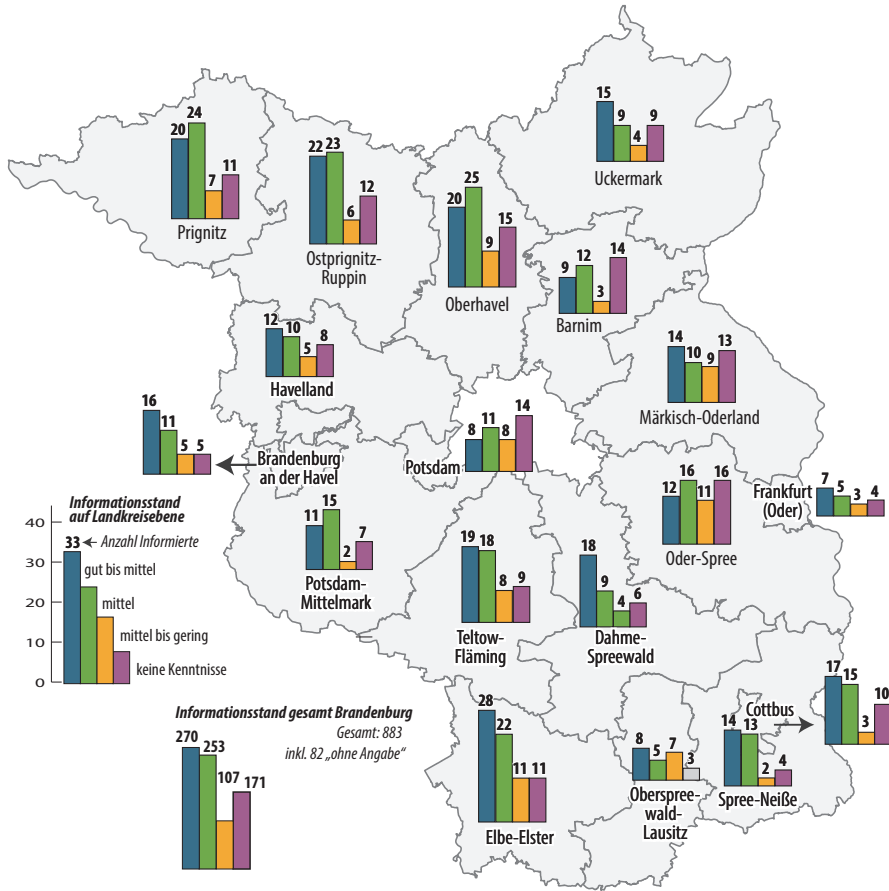 15
9
4
9
Uckermark
20
24
7
11
Prignitz
22
23
6
12
Ostprignitz-
Ruppin
20
25
9
15
Oberhavel
9
12
3
14
Barnim
12
10
5
8
Havelland
14
10
9
13
Märkisch-Oderland
16
11
5
5
Brandenburg
an der Havel
8
11
8
14
Potsdam
12
16
11
16
Oder-Spree
7
5
3
4
Frankfurt
(Oder)
Informationsstand
auf Landkreisebene
40
30
20
10
0
33
Anzahl Informierte
gut bis mittel
mittel
mittel bis gering
keine Kenntnisse
11
15
2
7
Potsdam-
Mittelmark
19
18
8
9
Teltow-
Fläming
18
9
4
6
Dahme-
Spreewald
17
15
3
10
Cottbus
28
22
11
11
Elbe-Elster
8
5
7
3
Oberspree-
wald-
Lausitz
14
13
2
4
Spree-Neiße
Informationsstand gesamt Brandenburg
Gesamt: 883
inkl. 82 „ohne Angabe“
270
253
107
171